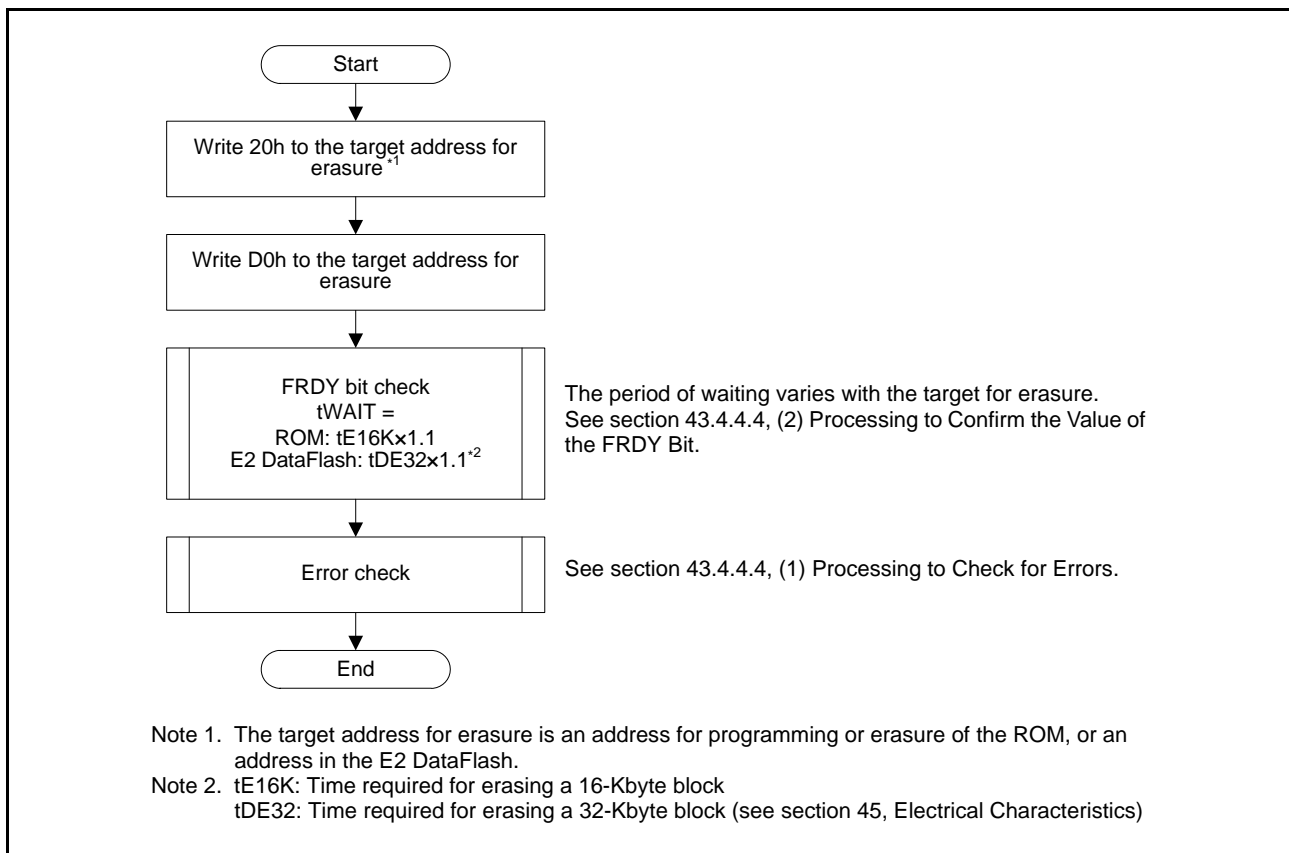 Start
Write 20h to the target address for
erasure *1
Write D0h to the target address for
erasure
FRDY bit check
tWAIT =
ROM: tE16K×1.1
E2 DataFlash: tDE32×1.1*2
The period of waiting varies with the target for erasure.
See section 43.4.4.4, (2) Processing to Confirm the Value of
the FRDY Bit.
Error check
See section 43.4.4.4, (1) Processing to Check for Errors.
End
Note 1. The target address for erasure is an address for programming or erasure of the ROM, or an
address in the E2 DataFlash.
Note 2. tE16K: Time required for erasing a 16-Kbyte block
tDE32: Time required for erasing a 32-Kbyte block (see section 45, Electrical Characteristics)